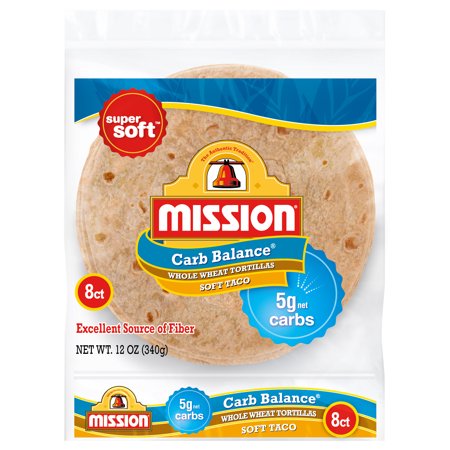 super
soft™
The Authentic Tradition®
MISSION®
Carb Balance®
WHOLE WHEAT TORTILLAS
SOFT TACO
5g net
carbs
8ct
Excellent Source of Fiber
NET WT. 12 OZ (340g)
MISSION®
5g net
carbs
Carb Balance®
WHOLE WHEAT TORTILLAS
SOFT TACO
8ct